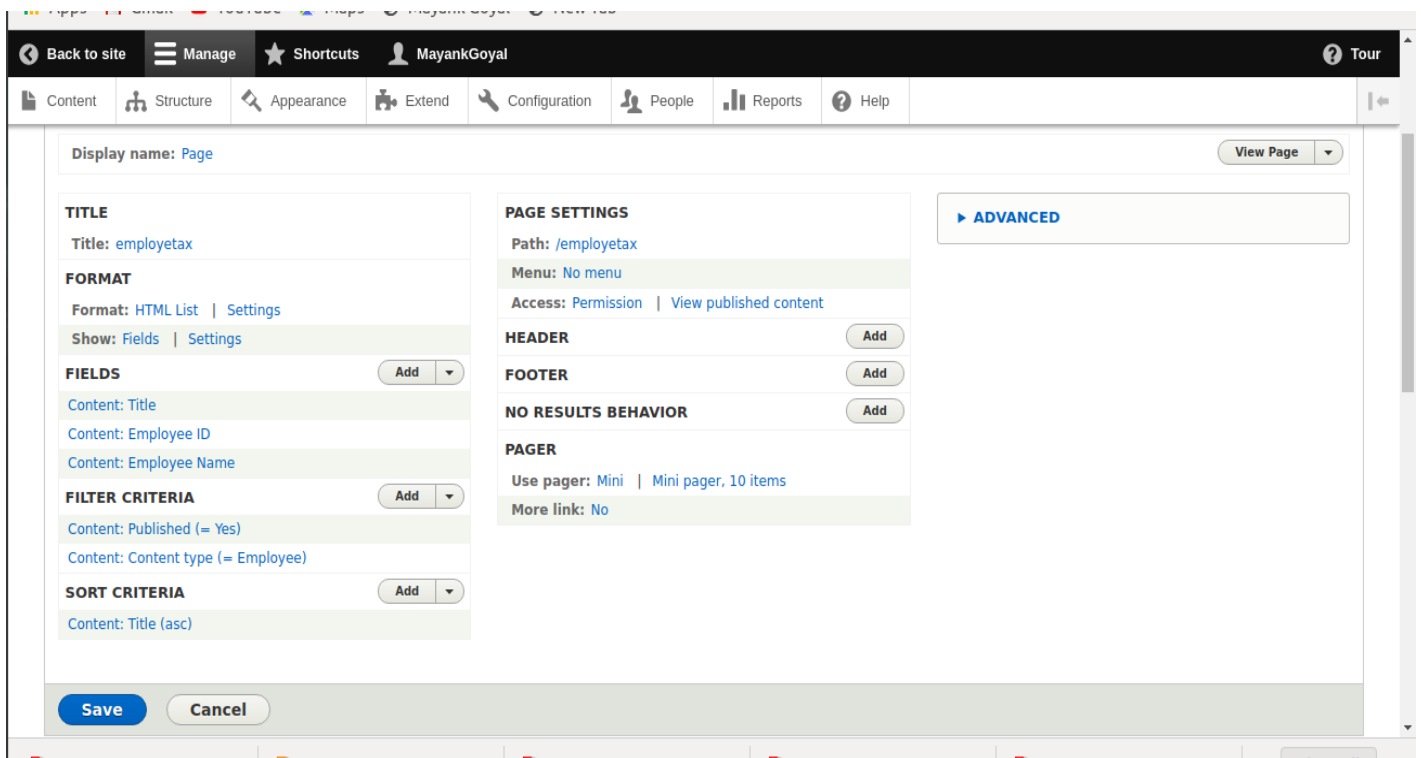 Back to site Manage Shortcuts MayankGoyal Tour
Content Structure Appearance Extend Configuration People Reports Help
Display name: Page
View Page
TITLE
Title: employetax
FORMAT
Format: HTML List | Settings
Show: Fields | Settings
FIELDS
Add
Content: Title
Content: Employee ID
Content: Employee Name
FILTER CRITERIA
Add
Content: Published (= Yes)
Content: Content type (= Employee)
SORT CRITERIA
Add
Content: Title (asc)
PAGE SETTINGS
Path: /employetax
Menu: No menu
Access: Permission | View published content
HEADER
Add
FOOTER
Add
NO RESULTS BEHAVIOR
Add
PAGER
Use pager: Mini | Mini pager, 10 items
More link: No
ADVANCED
Save Cancel